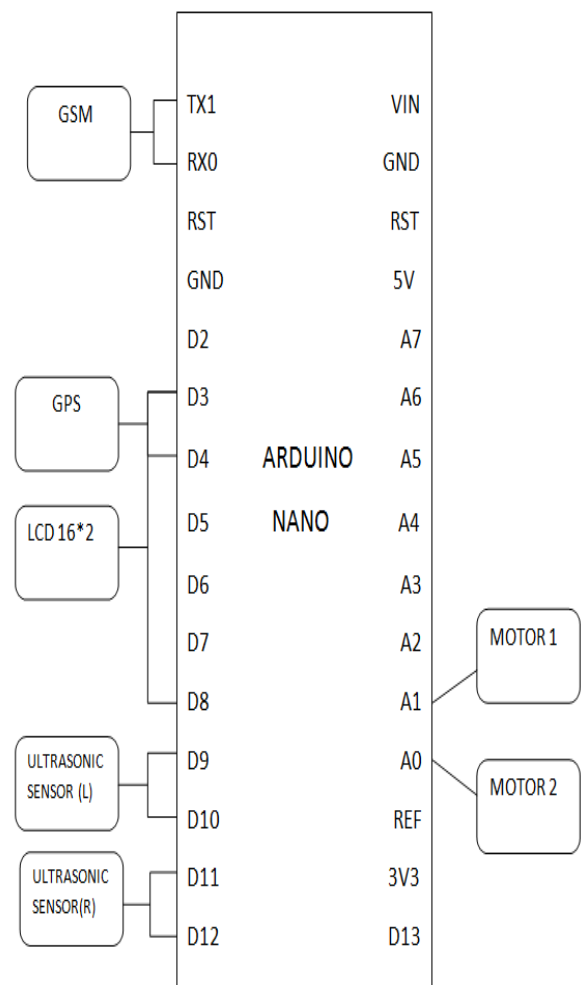 GSM
GPS
LCD 16*2
ULTRASONIC
SENSOR (L)
ULTRASONIC
SENSOR(R)
TX1
RX0
RST
GND
D2
D3
D4
D5
D6
D7
D8
D9
D10
D11
D12
ARDUINO
NANO
VIN
GND
RST
5V
A7
A6
A5
A4
A3
A2
A1
A0
REF
3V3
D13
MOTOR 1
MOTOR 2